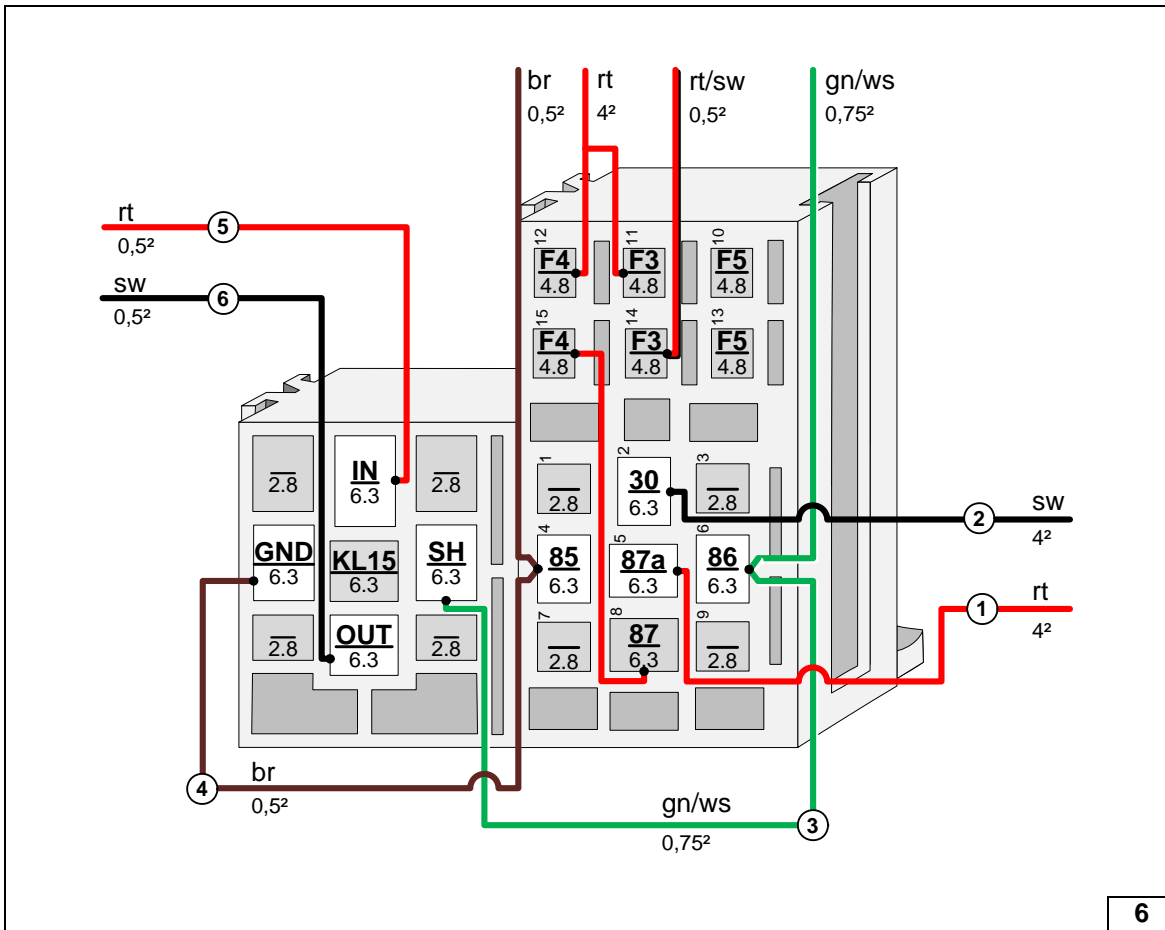 br rt rt/sw gn/ws
0,5² 4² 0,5² 0,75²
rt 5
0,5²
sw 6
0,5²
12 11 10
F4 F3 F5
4.8 4.8 4.8
15 14 13
F4 F3 F5
4.8 4.8 4.8
2.8 IN 2.8
6.3
GND KL15 SH
6.3 6.3 6.3
2.8 OUT 2.8
6.3
1 2 3
2.8 30 2.8
6.3
4 5 6
85 87a 86
6.3 6.3 6.3
7 8 9
2.8 87 2.8
6.3
2 sw
4²
1 rt
4²
4 br
0,5²
gn/ws 3
0,75²
6